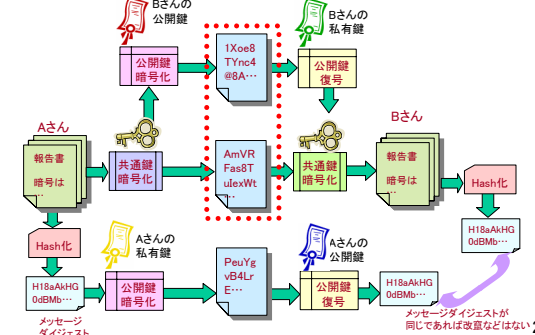 Bさんの
公開鍵
Bさんの
私有鍵
公開鍵
暗号化
1Xoe8
TYnc4
@8A…
公開鍵
復号
Aさん
Bさん
報告書
暗号は
…
共通鍵
暗号化
AmVR
Fas8T
uIexWt
…
共通鍵
暗号化
報告書
暗号は
…
Hash化
Hash化
Aさんの
私有鍵
Aさんの
公開鍵
H18aAkHG
0dBMb…
H18aAkHG
0dBMb…
公開鍵
暗号化
PeuYg
vB4Lr
E…
公開鍵
復号
H18aAkHG
0dBMb…
メッセージ
ダイジェスト
メッセージダイジェストが
同じであれば改竄などはない